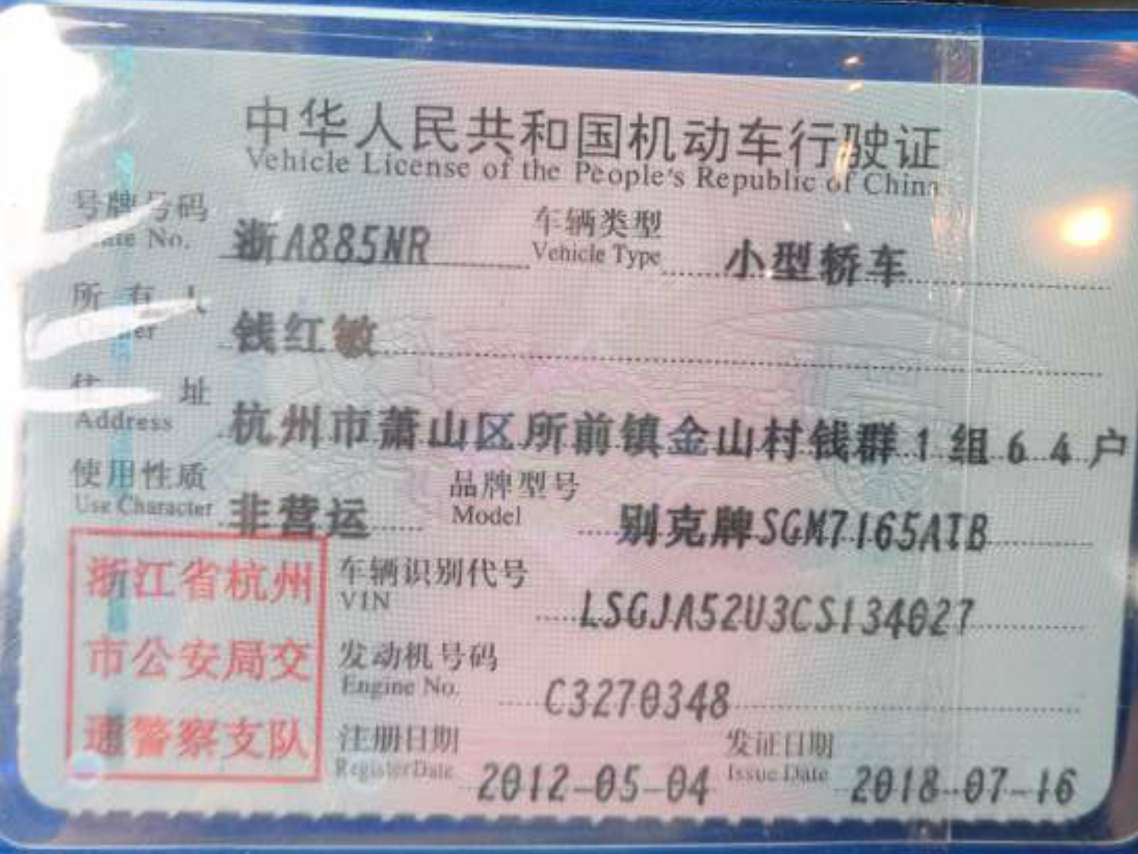 中华人民共和国机动车行驶证
Vehicle License of the People's Republic of China
号牌号码 浙A885NR 车辆类型 小型轿车
Plate No. Vehicle Type
所有人 钱红敏
Owner
住址 杭州市萧山区所前镇金山村钱群1组64户
Address
使用性质 非营运 品牌型号 别克牌SGM7165ATB
Use Character Model
浙江省杭州 车辆识别代号 LSGJA52U3CS134027
VIN
市公安局交 发动机号码 C3270348
Engine No.
通警察支队 注册日期 2012-05-04 发证日期 2018-07-16
Register Date Issue Date